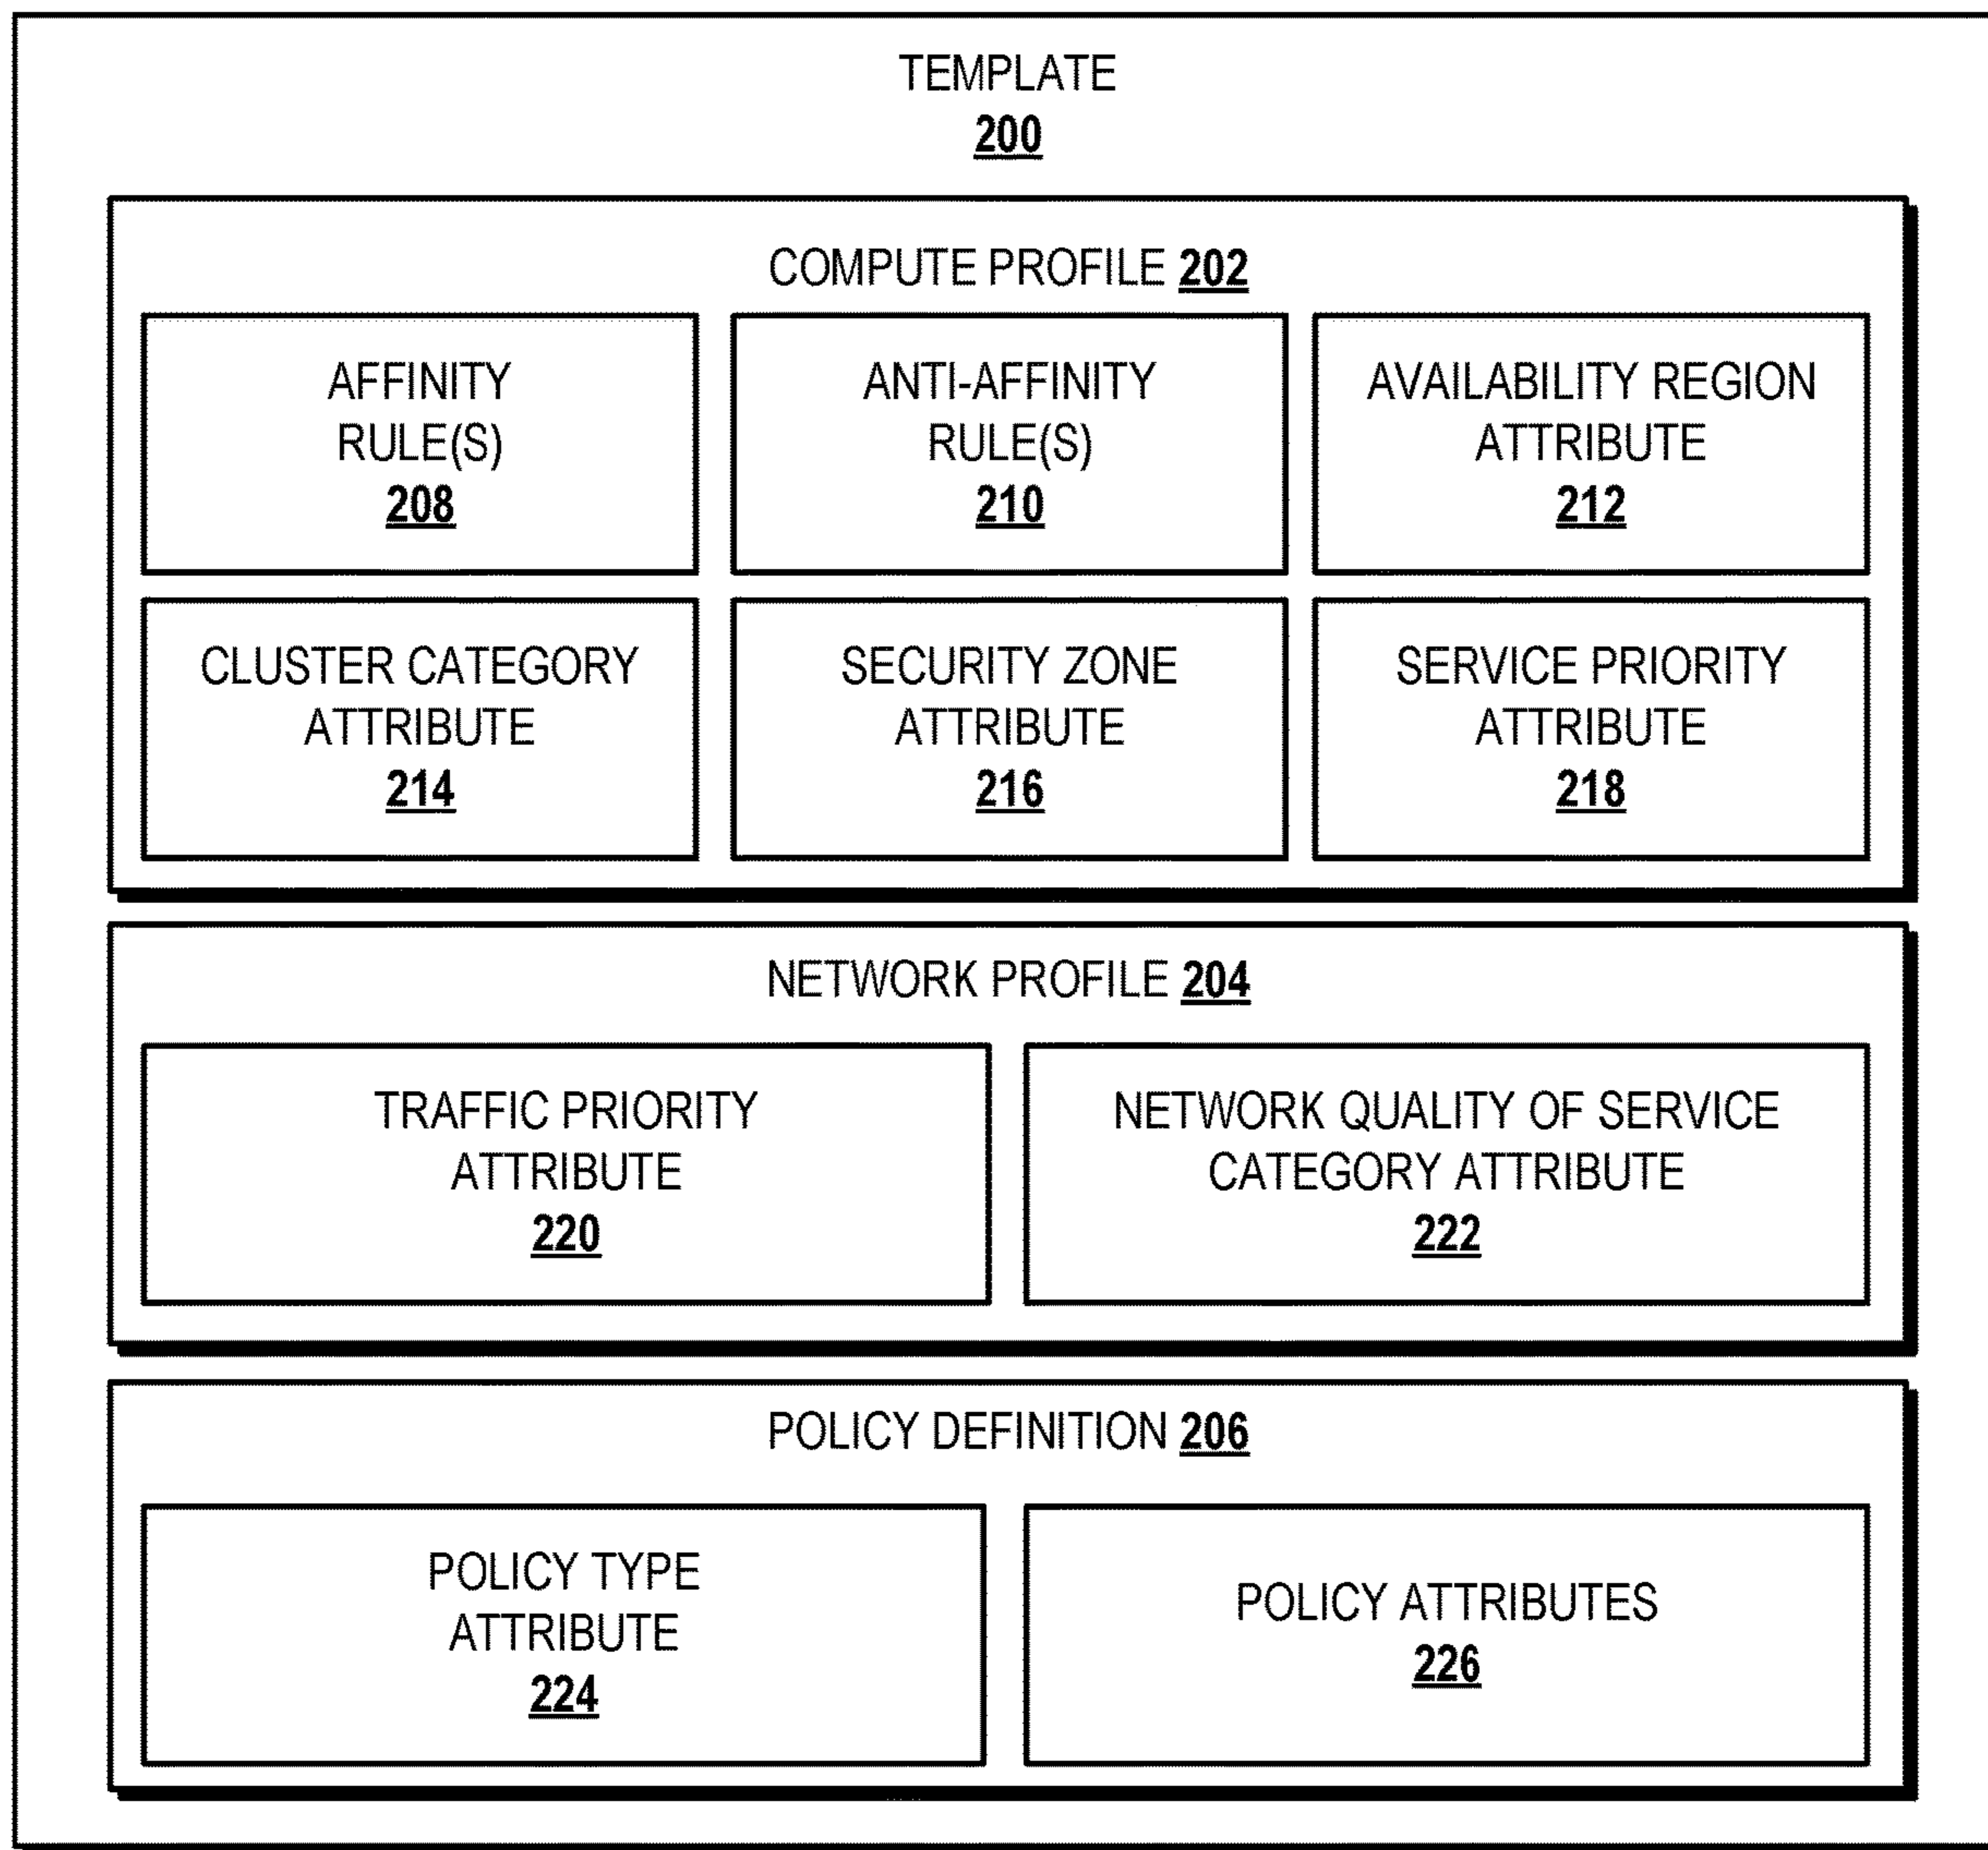 TEMPLATE
200
COMPUTE PROFILE 202
AFFINITY
RULE(S)
208
ANTI-AFFINITY
RULE(S)
210
AVAILABILITY REGION
ATTRIBUTE
212
CLUSTER CATEGORY
ATTRIBUTE
214
SECURITY ZONE
ATTRIBUTE
216
SERVICE PRIORITY
ATTRIBUTE
218
NETWORK PROFILE 204
TRAFFIC PRIORITY
ATTRIBUTE
220
NETWORK QUALITY OF SERVICE
CATEGORY ATTRIBUTE
222
POLICY DEFINITION 206
POLICY TYPE
ATTRIBUTE
224
POLICY ATTRIBUTES
226